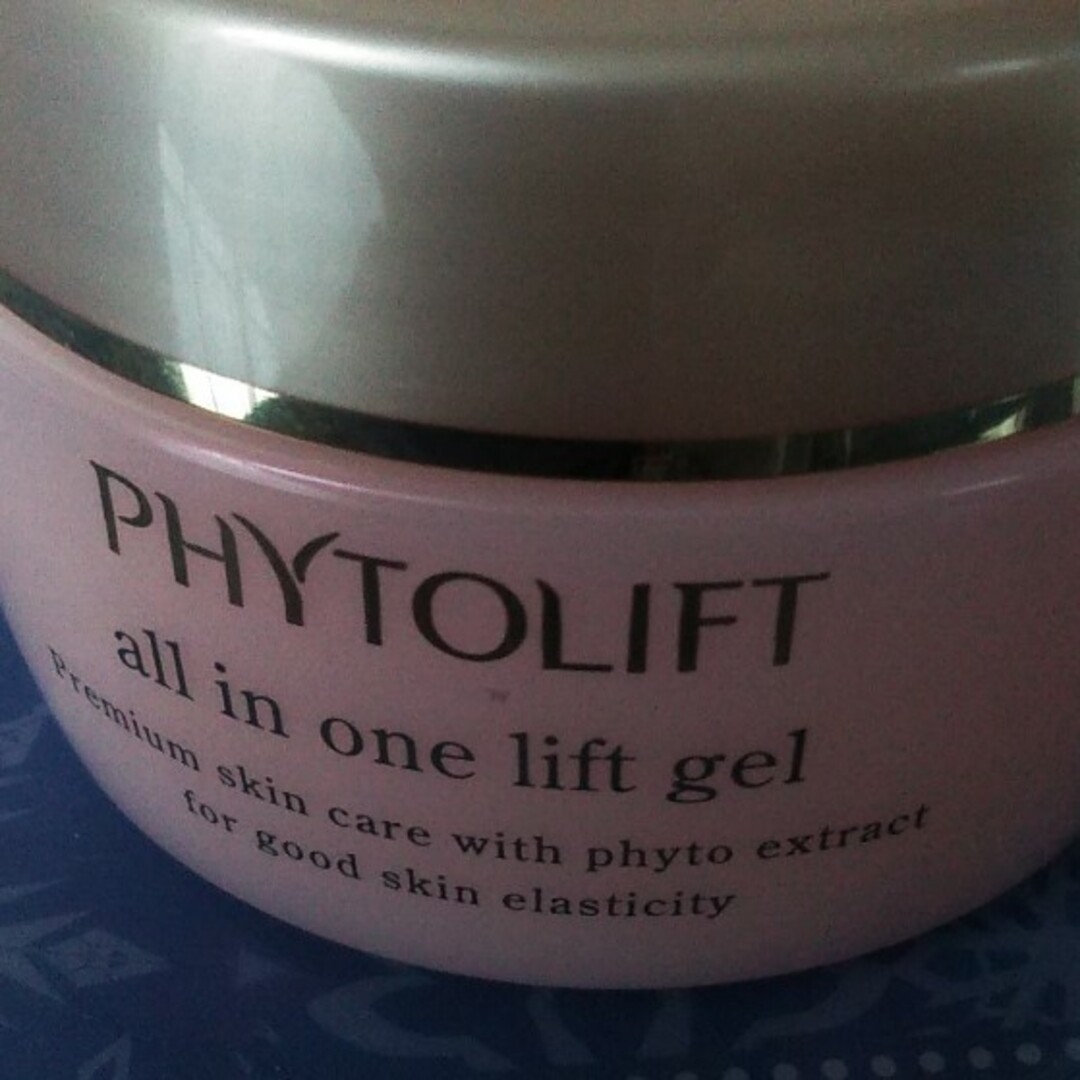 PHYTOLIFT
all in one lift gel
Premium skin care with phyto extract
for good skin elasticity